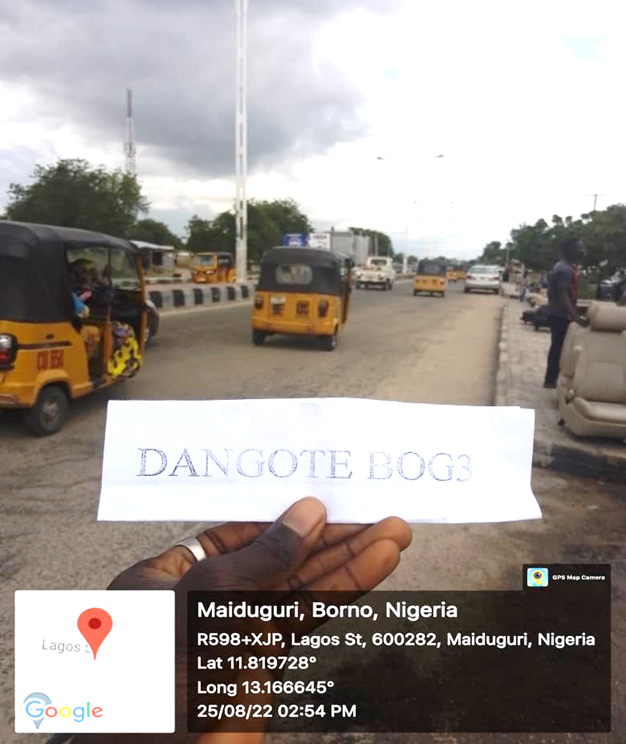 DANGOTE BOG3
GPS Map Camera
Lagos
Google
Maiduguri, Borno, Nigeria
R598+XJP, Lagos St, 600282, Maiduguri, Nigeria
Lat 11.819728°
Long 13.166645°
25/08/22 02:54 PM